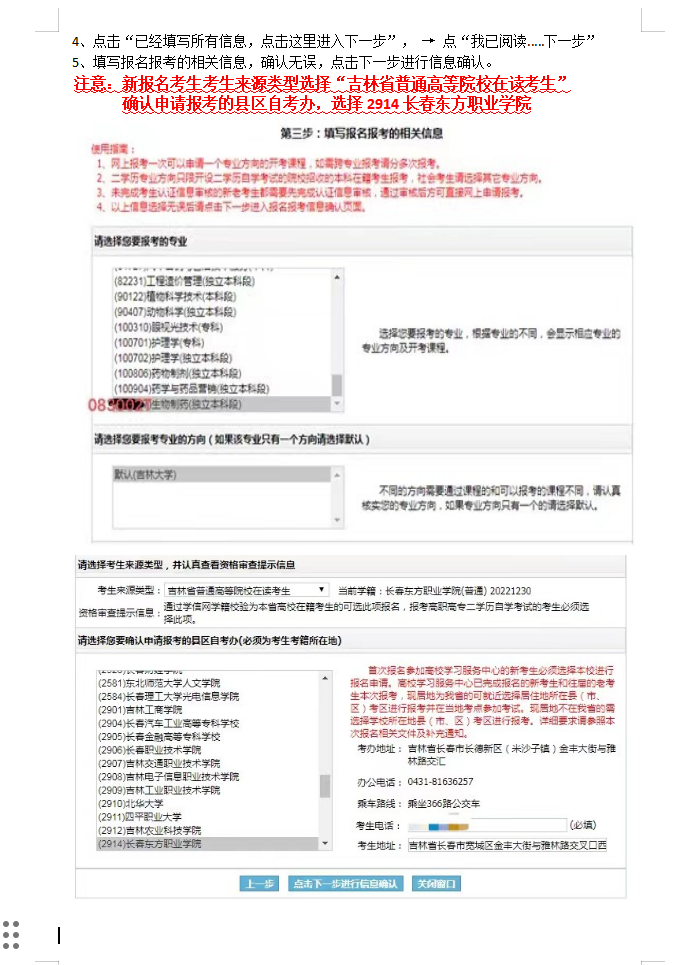 4、点击“已经填写所有信息，点击这里进入下一步”， → 点“我已阅读.....下一步”
5、填写报名报考的相关信息，确认无误，点击下一步进行信息确认。
注意：新报名考生考生来源类型选择“吉林省普通高等院校在读考生”
确认申请报考的县区自考办，选择 2914 长春东方职业学院
第三步：填写报名报考的相关信息
使用指南：
1、网上报考一次可以申请一个专业方向的开考课程，如需跨专业报考请分多次报考。
2、二学历专业方向只限开设二学历自学考试的院校招收的本科在籍考生报考，社会考生请选择其它专业方向。
3、未完成考生认证信息审核的新老考生都需要先完成认证信息审核，通过审核后方可直接网上申请报考。
4、以上信息选择无误后请点击下一步进入报名报考信息确认页面。
请选择您要报考的专业
(82231)工程造价管理(独立本科段)
(90122)植物科学技术(本科段)
(90407)动物科学(独立本科段)
(100310)眼视光技术(专科)
(100701)护理学(专科)
(100702)护理学(独立本科段)
(100806)药物制剂(独立本科段)
(100904)药学与药品营销(独立本科段)
生物制药(独立本科段)
选择您要报考的专业，根据专业的不同，会显示相应专业的
专业方向及开考课程。
请选择您要报考专业的方向(如果该专业只有一个方向请选择默认)
默认(吉林大学)
不同的方向需要通过课程的和可以报考的课程不同，请认真
核实您的专业方向，如果专业方向只有一个的请选择默认。
请选择考生来源类型，并认真查看资格审查提示信息
考生来源类型： 吉林省普通高等院校在读考生 当前学籍：长春东方职业学院(普通) 20221230
资格审查提示信息： 通过学信网学籍校验为本省高校在籍考生的可选此项报名，报考高职高专二学历自学考试的考生必须选
择此项。
请选择您要确认申请报考的县区自考办(必须为考生考籍所在地)
(2581)东北师范大学人文学院
(2584)长春理工大学光电信息学院
(2901)吉林工商学院
(2904)长春汽车工业高等专科学校
(2905)长春金融高等专科学校
(2906)长春职业技术学院
(2907)吉林交通职业技术学院
(2908)吉林电子信息职业技术学院
(2909)吉林工业职业技术学院
(2910)北华大学
(2911)四平职业大学
(2912)吉林农业科技学院
(2914)长春东方职业学院
首次报名参加高校学习服务中心的新考生必须选择本校进行
报名申请。高校学习服务中心已完成报名的新考生和往届的老考
生本次报考，现居地为我省的可就近选择居住地所在县（市、
区）考区进行报考并在当地考点参加考试。现居地不在我省的需
选择学校所在地县（市、区）考区进行报考。详细要求请参照本
次报名相关文件及补充通知。
考办地址： 吉林省长春市长德新区（米沙子镇）金丰大街与雅
林路交汇
办公电话： 0431-81636257
乘车路线： 乘坐366路公交车
考生电话： (必填)
考生地址： 吉林省长春市宽城区金丰大街与雅林路交叉口西
上一步 点击下一步进行信息确认 关闭窗口